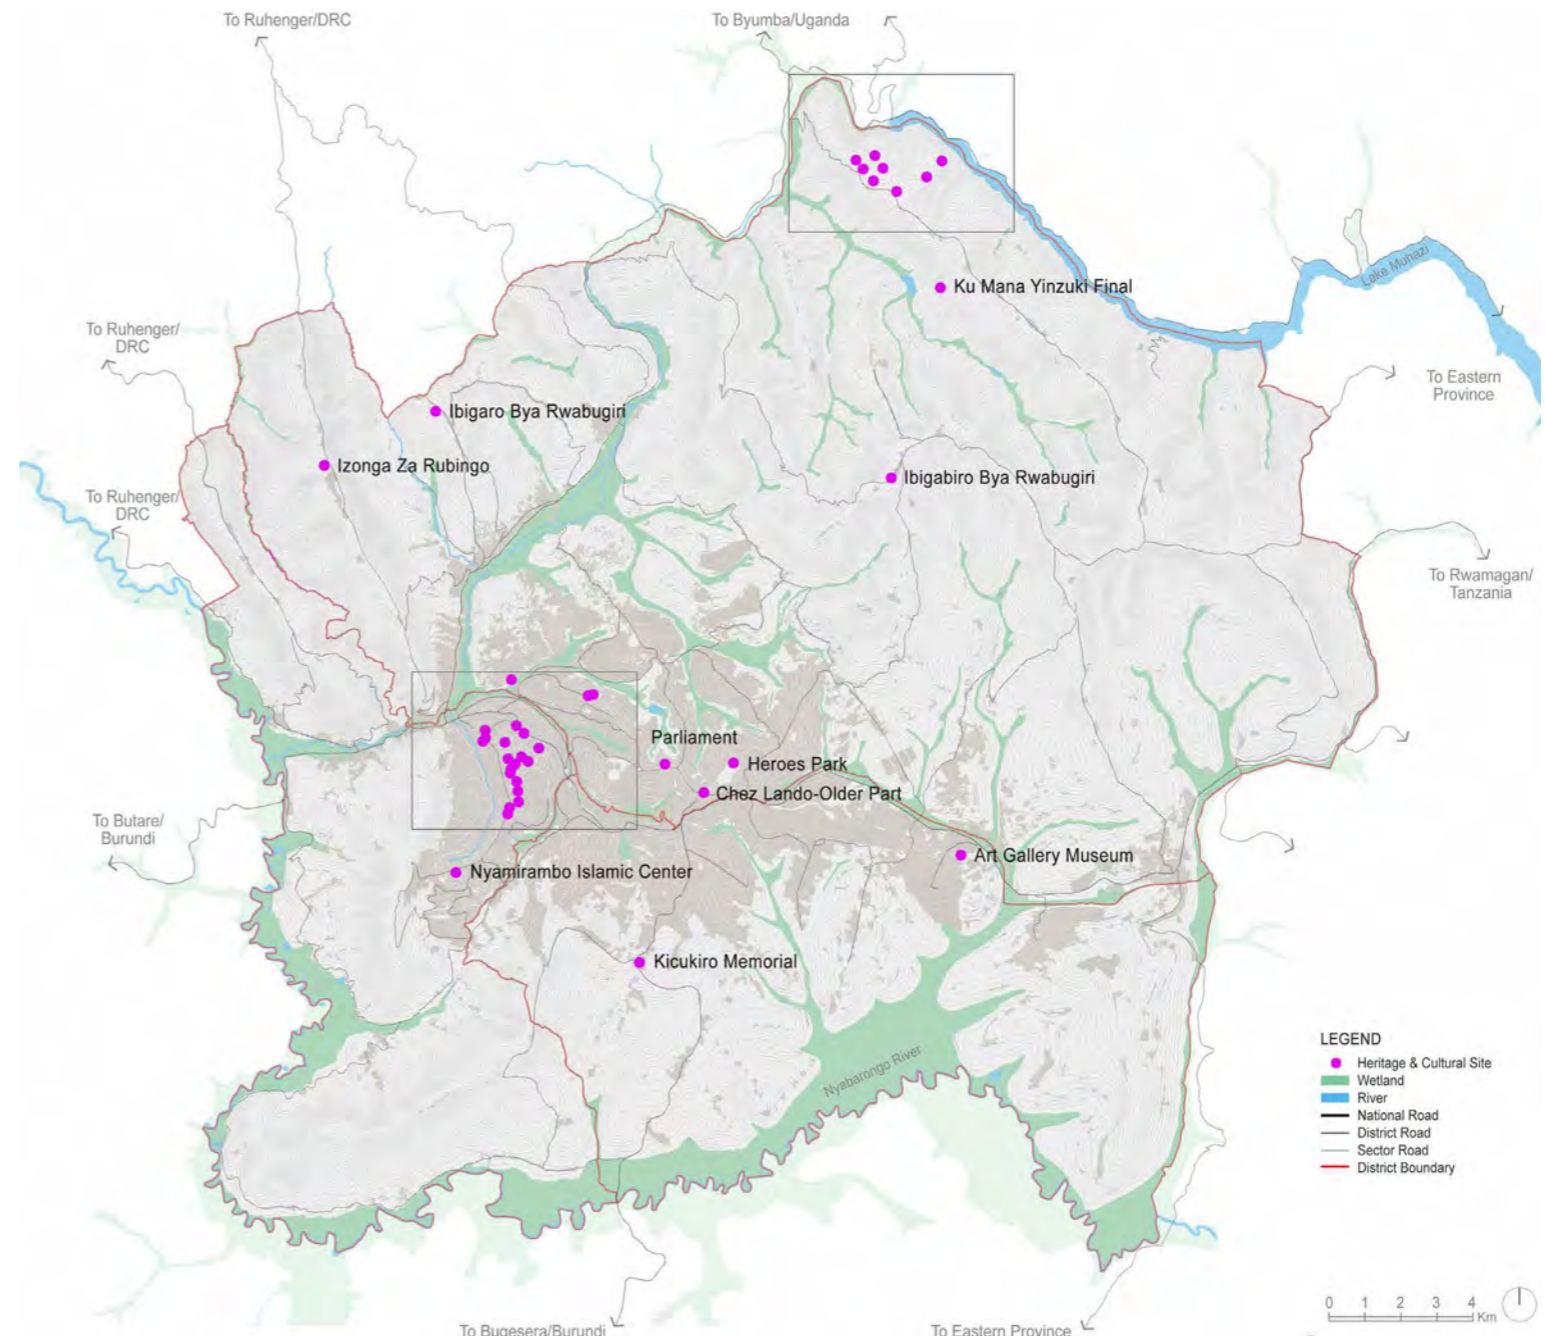 To Ruhenger/DRC
To Byumba/Uganda
Lake Muhazi
Ku Mana Yinzuki Final
To Ruhenger/
DRC
To Eastern
Province
Ibigaro Bya Rwabugiri
Izonga Za Rubingo
Ibigabiro Bya Rwabugiri
To Ruhenger/
DRC
To Rwamagan/
Tanzania
Parliament
Heroes Park
Chez Lando-Older Part
To Butare/
Burundi
Art Gallery Museum
Nyamirambo Islamic Center
Kicukiro Memorial
Nyabarongo River
LEGEND
Heritage & Cultural Site
Wetland
River
National Road
District Road
Sector Road
District Boundary
0 1 2 3 4
Km
To Bugesera/Burundi
To Eastern Province